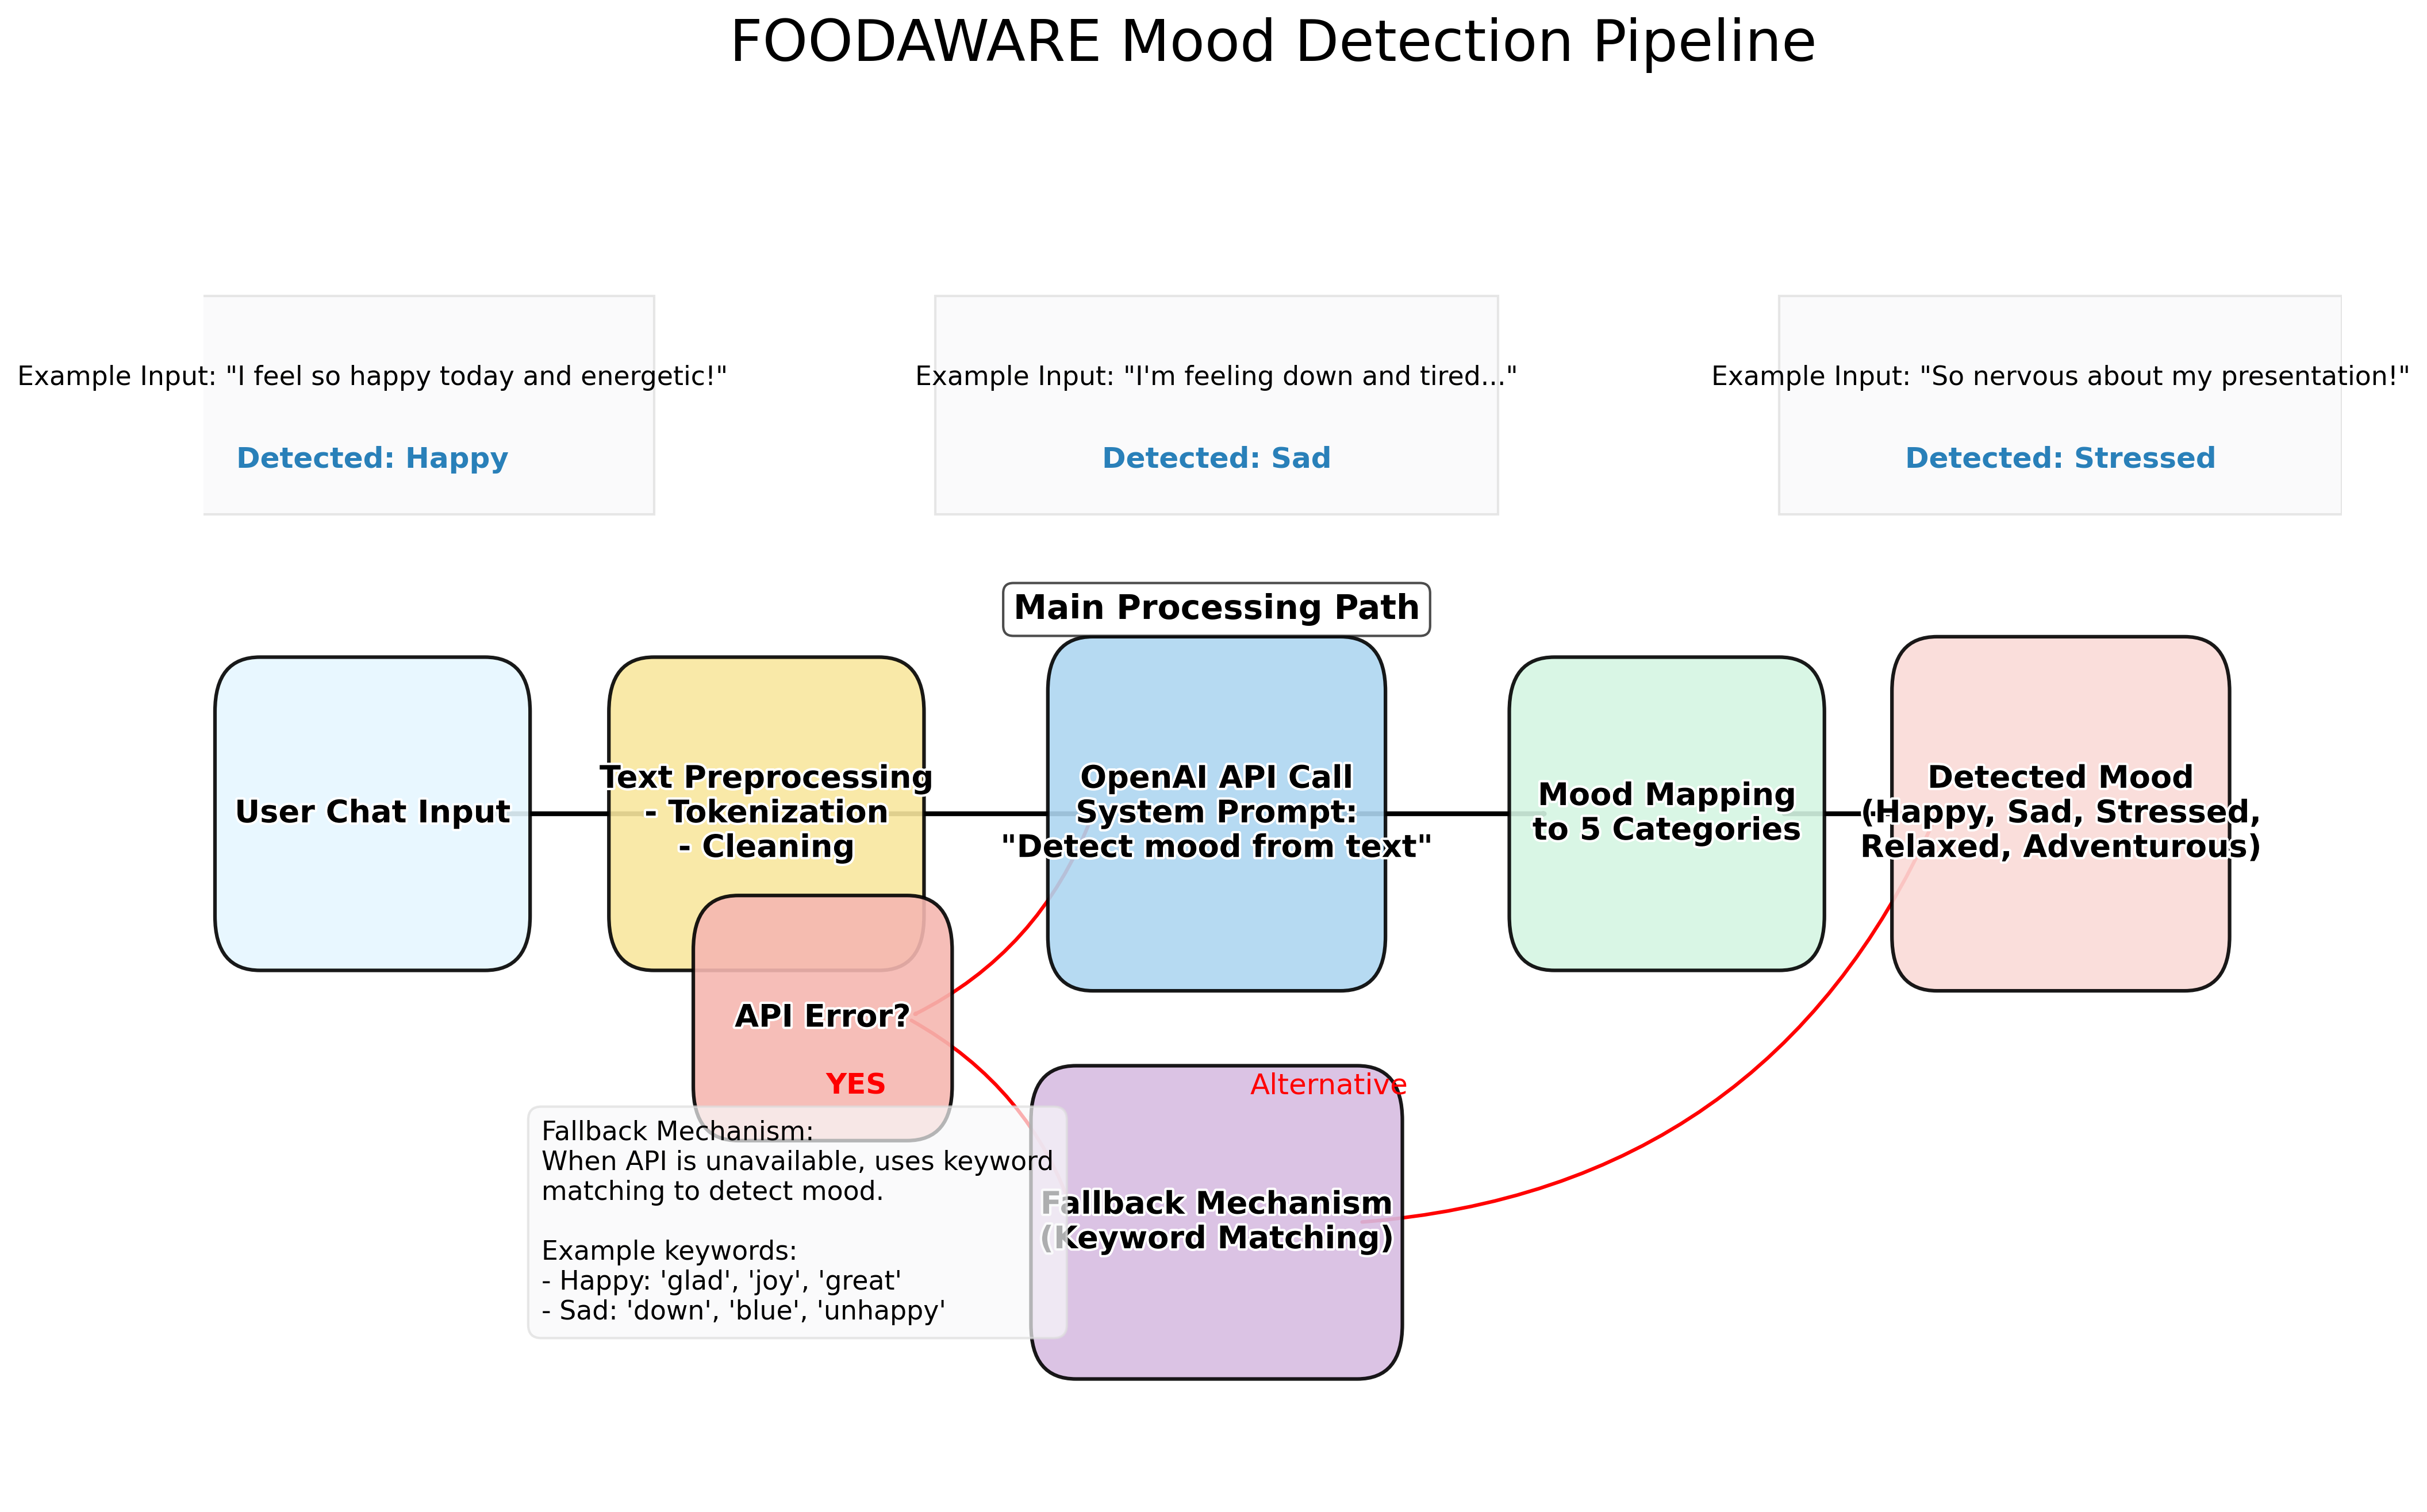 FOODAWARE Mood Detection Pipeline
Example Input: "I feel so happy today and energetic!"
Detected: Happy
Example Input: "I'm feeling down and tired..."
Detected: Sad
Example Input: "So nervous about my presentation!"
Detected: Stressed
Main Processing Path
User Chat Input
Text Preprocessing
- Tokenization
- Cleaning
OpenAI API Call
System Prompt:
"Detect mood from text"
Mood Mapping
to 5 Categories
Detected Mood
(Happy, Sad, Stressed,
Relaxed, Adventurous)
API Error?
YES
Alternative
Fallback Mechanism:
When API is unavailable, uses keyword
matching to detect mood.
Example keywords:
- Happy: 'glad', 'joy', 'great'
- Sad: 'down', 'blue', 'unhappy'
Fallback Mechanism
(Keyword Matching)